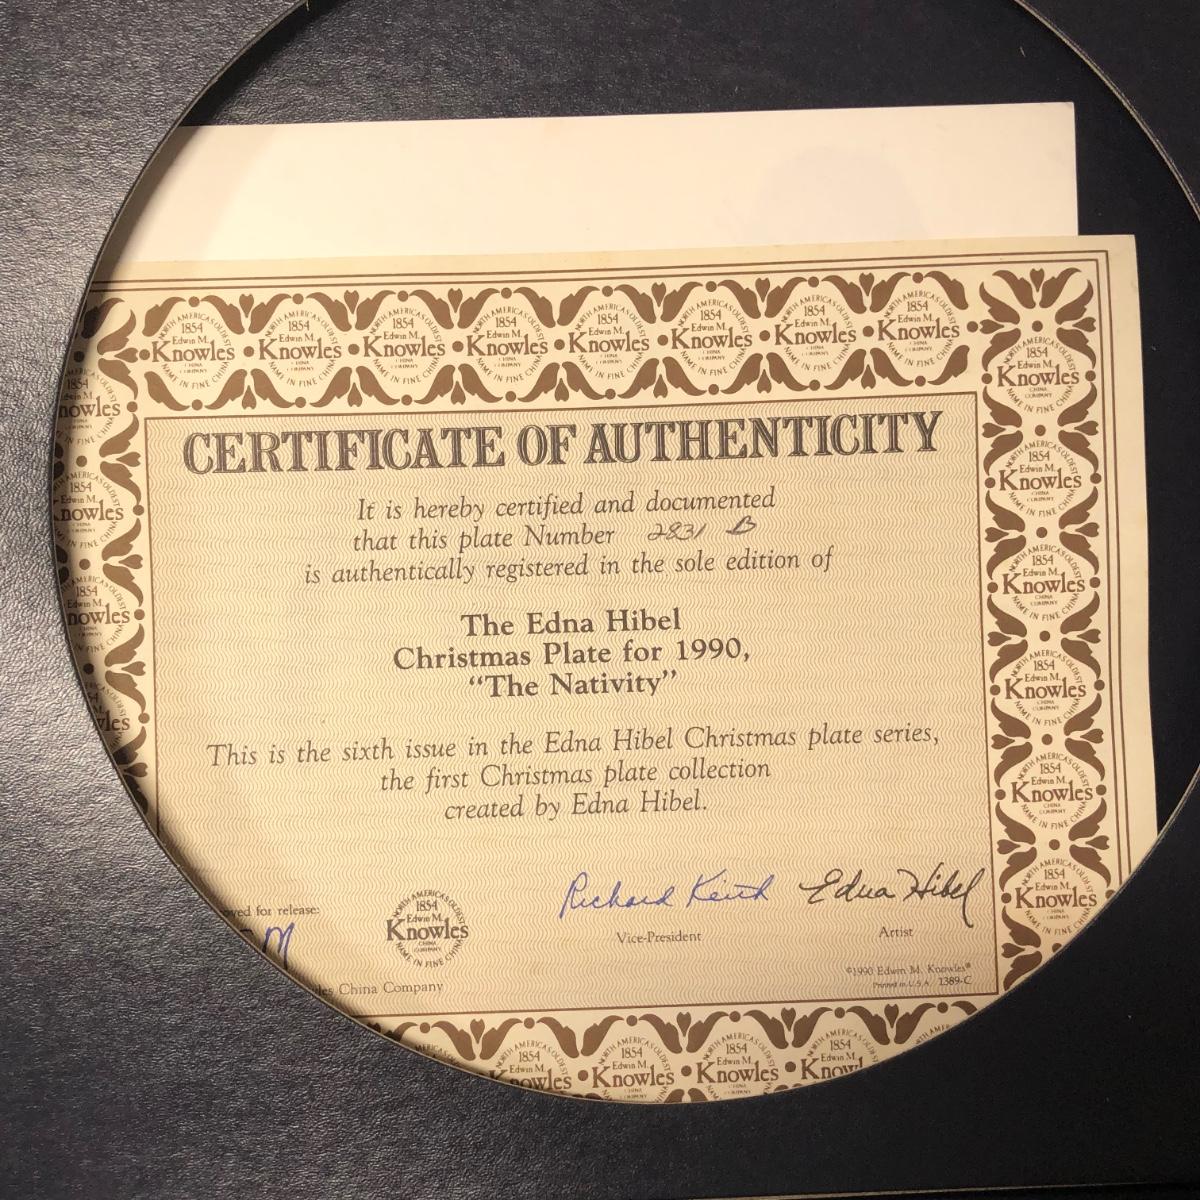 CERTIFICATE OF AUTHENTICITY
It is hereby certified and documented
that this plate Number 2831 B
is authentically registered in the sole edition of
The Edna Hibel
Christmas Plate for 1990,
"The Nativity"
This is the sixth issue in the Edna Hibel Christmas plate series,
the first Christmas plate collection
created by Edna Hibel.
for release:
NORTH AMERICA'S OLDEST
1854
Edwin M.
Knowles
CHINA
COMPANY
NAME IN FINE CHINA
China Company
Richard Keith
Vice-President
Edna Hibel
Artist
©1990 Edwin M. Knowles®
Printed in U.S.A. 1389-C